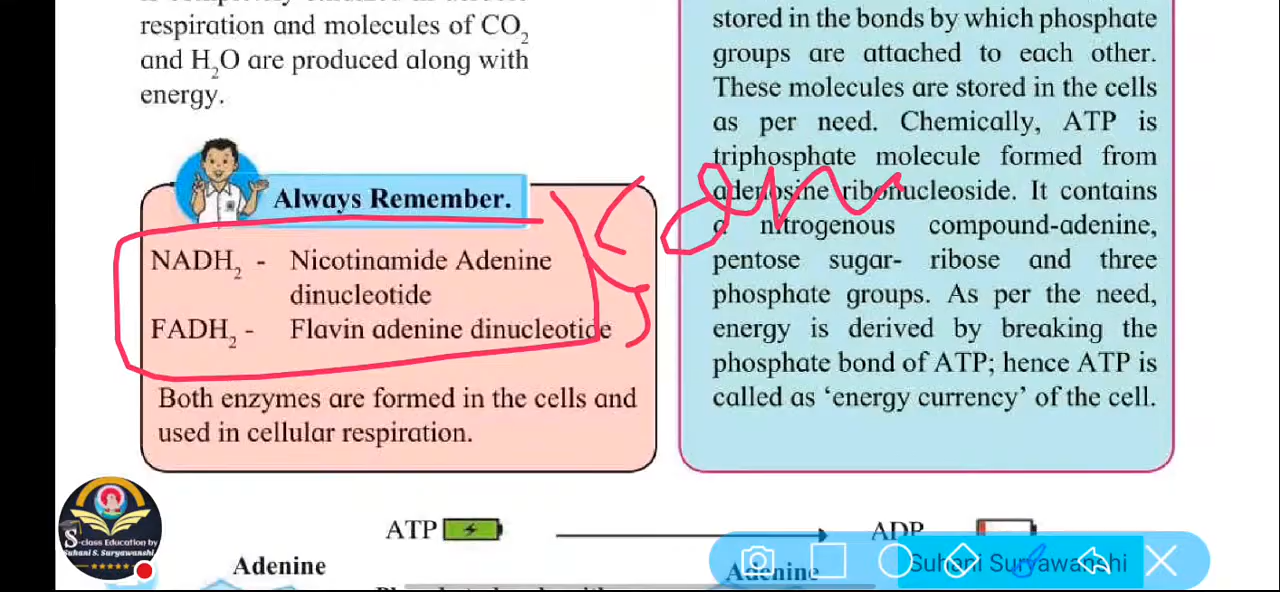 respiration and molecules of CO₂
and H₂O are produced along with
energy.
Always Remember.
NADH₂ - Nicotinamide Adenine
dinucleotide
FADH₂ - Flavin adenine dinucleotide
Both enzymes are formed in the cells and
used in cellular respiration.
stored in the bonds by which phosphate
groups are attached to each other.
These molecules are stored in the cells
as per need. Chemically, ATP is
triphosphate molecule formed from
adenosine ribonucleoside. It contains
a nitrogenous compound-adenine,
pentose sugar- ribose and three
phosphate groups. As per the need,
energy is derived by breaking the
phosphate bond of ATP; hence ATP is
called as ‘energy currency’ of the cell.
ATP
ADP
Adenine
Adenine
S-class Education by
Suhani S. Suryawanshi
Suhani Suryawanshi